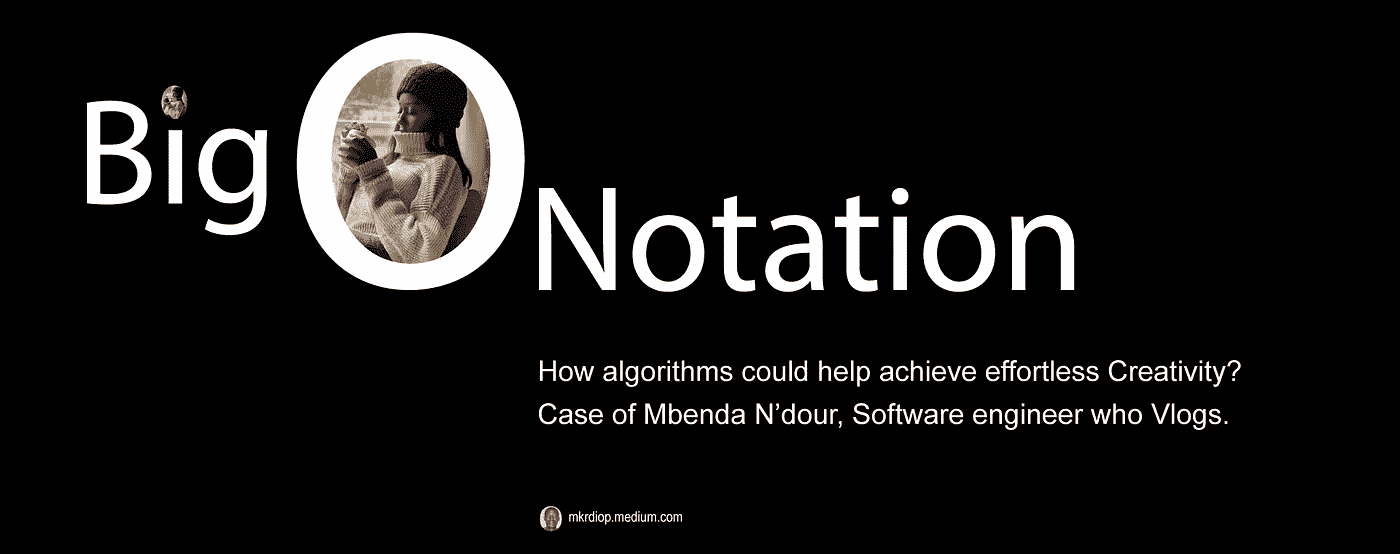 Big O Notation
How algorithms could help achieve effortless Creativity?
Case of Mbenda N’dour, Software engineer who Vlogs.
mkrdiop.medium.com